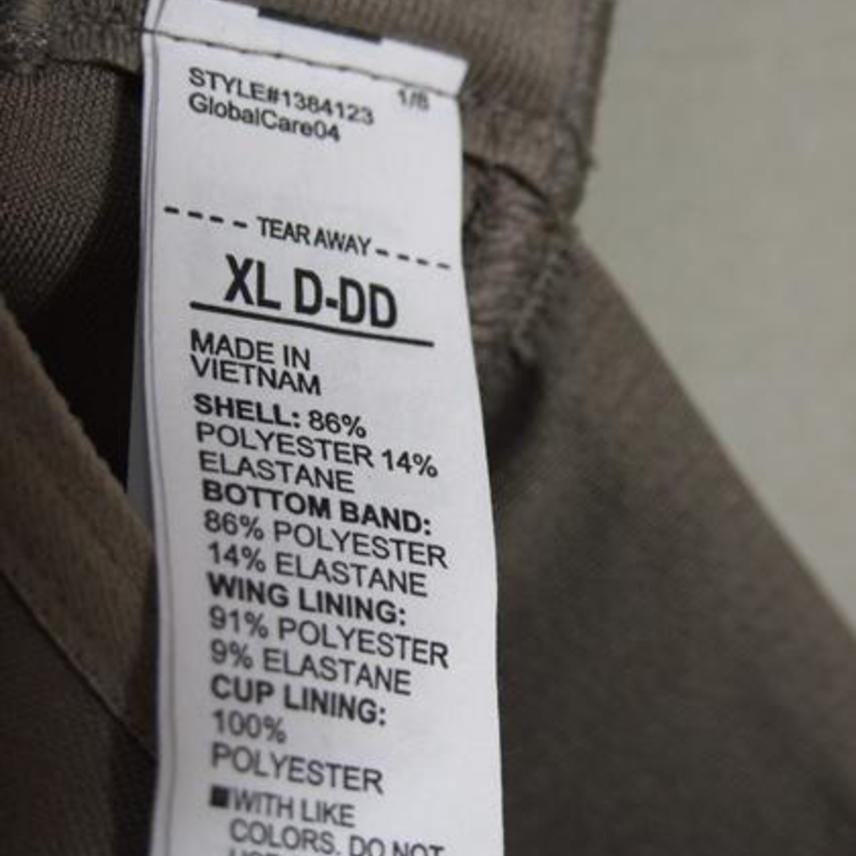 STYLE#1384123 1/8
GlobalCare04
---- TEAR AWAY ----
XL D-DD
MADE IN
VIETNAM
SHELL: 86%
POLYESTER 14%
ELASTANE
BOTTOM BAND:
86% POLYESTER
14% ELASTANE
WING LINING:
91% POLYESTER
9% ELASTANE
CUP LINING:
100%
POLYESTER
■WITH LIKE
COLORS. DO NOT